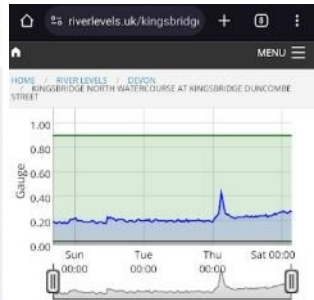 riverlevels.uk/kingsbridge
8
MENU
HOME / RIVER LEVELS / DEVON
/ KINGSBRIDGE NORTH WATERCOURSE AT KINGSBRIDGE DUNCOMBE
STREET
1.00
0.80
0.60
0.40
0.20
0.00
Gauge
Sun Tue Thu Sat 00:00
00:00 00:00 00:00